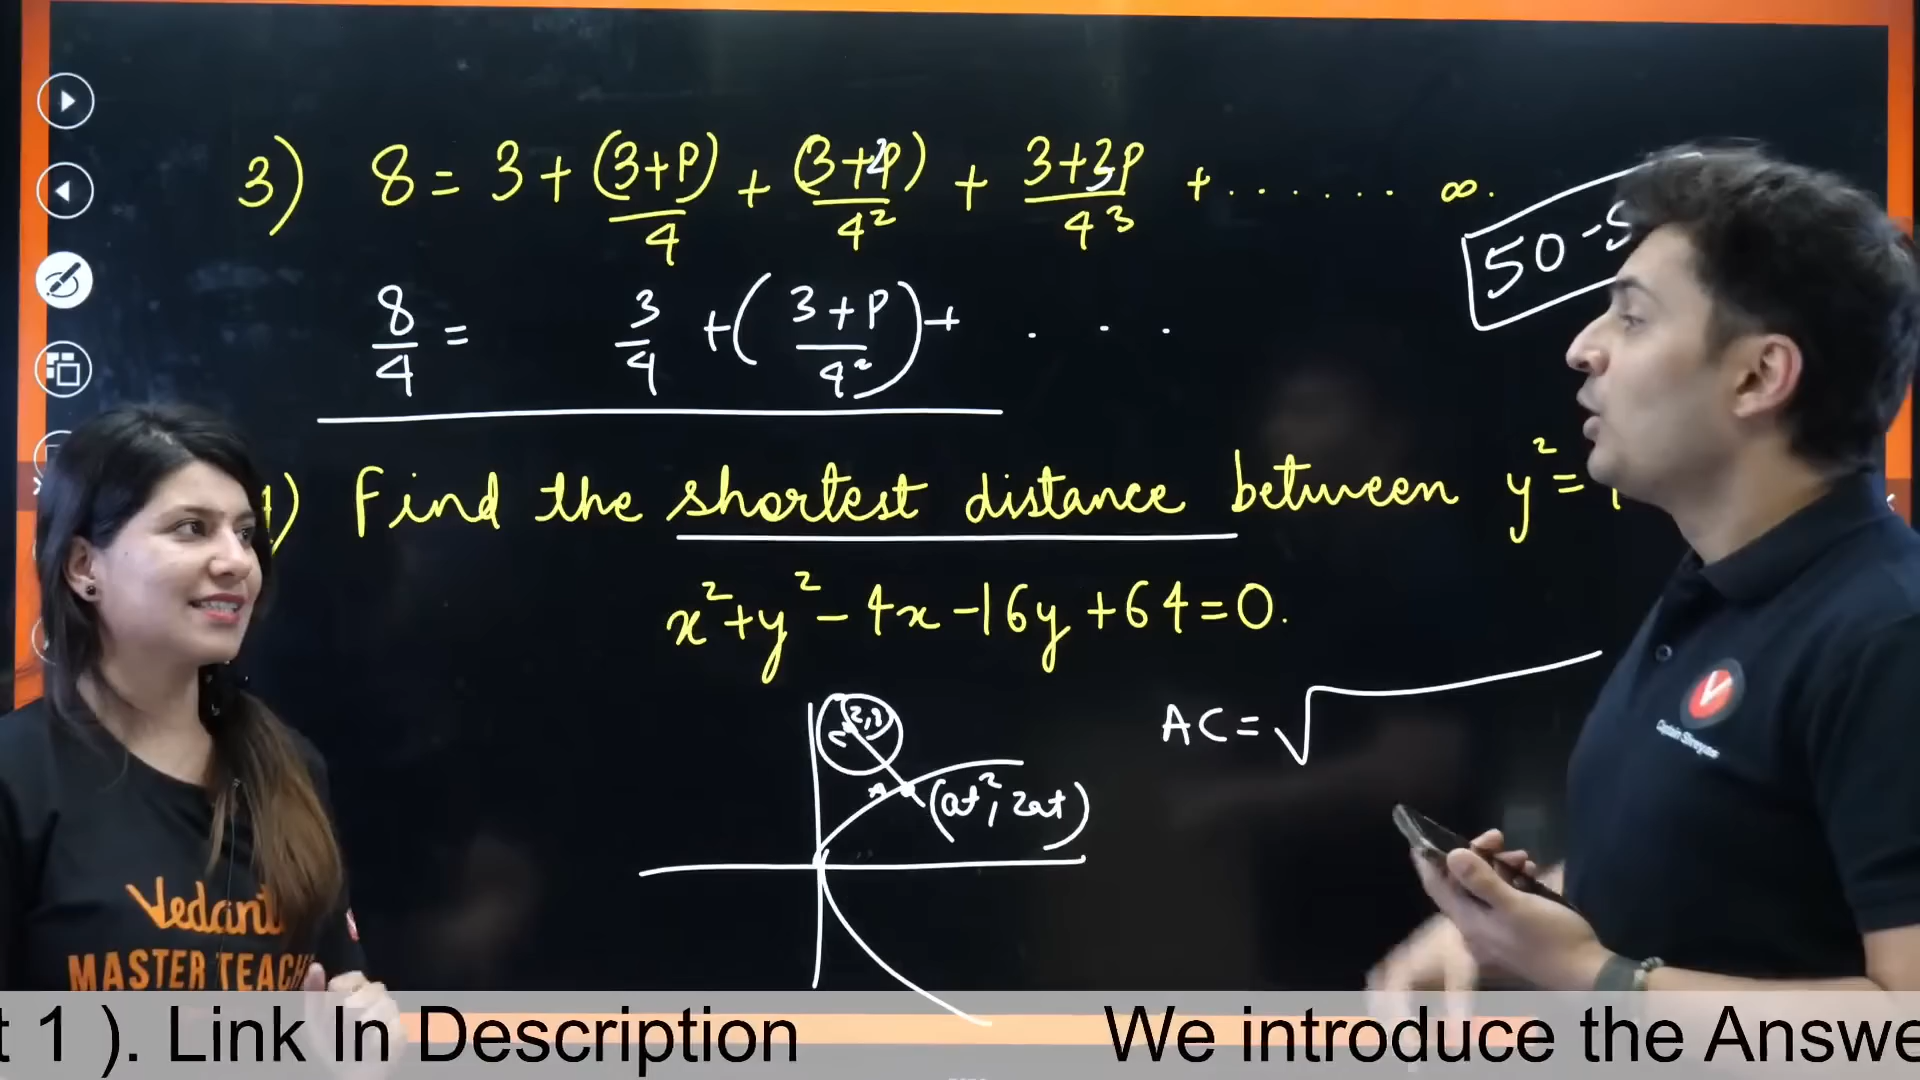 3) 8 = 3 + (3+p)/4 + (3+2p)/4² + 3+3p/4³ + ....... ∞.
50 -
8/4 = 3/4 + (3+p/4²) + . . .
) Find the shortest distance between y² =
x² + y² - 4x - 16y + 64 = 0.
(2,8)
AC = √
(at², 2at)
Vedant
MASTER TEACH
t 1 ). Link In Description We introduce the Answe